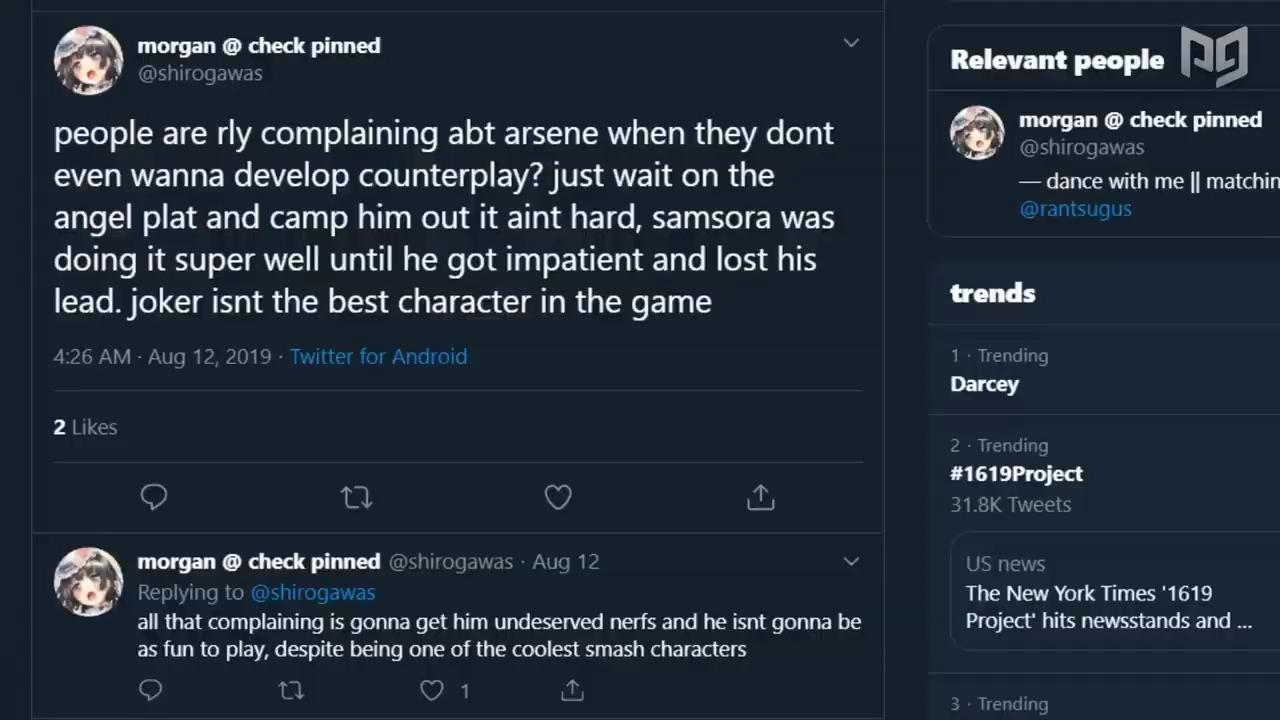 morgan @ check pinned
@shirogawas
people are rly complaining abt arsene when they dont
even wanna develop counterplay? just wait on the
angel plat and camp him out it aint hard, samsora was
doing it super well until he got impatient and lost his
lead. joker isnt the best character in the game
4:26 AM · Aug 12, 2019 · Twitter for Android
2 Likes
morgan @ check pinned @shirogawas · Aug 12
Replying to @shirogawas
all that complaining is gonna get him undeserved nerfs and he isnt gonna be
as fun to play, despite being one of the coolest smash characters
1
Relevant people
PG
morgan @ check pinned
@shirogawas
— dance with me || matchin
@rantsugus
trends
1 · Trending
Darcey
2 · Trending
#1619Project
31.8K Tweets
US news
The New York Times '1619
Project' hits newsstands and ...
3 · Trending